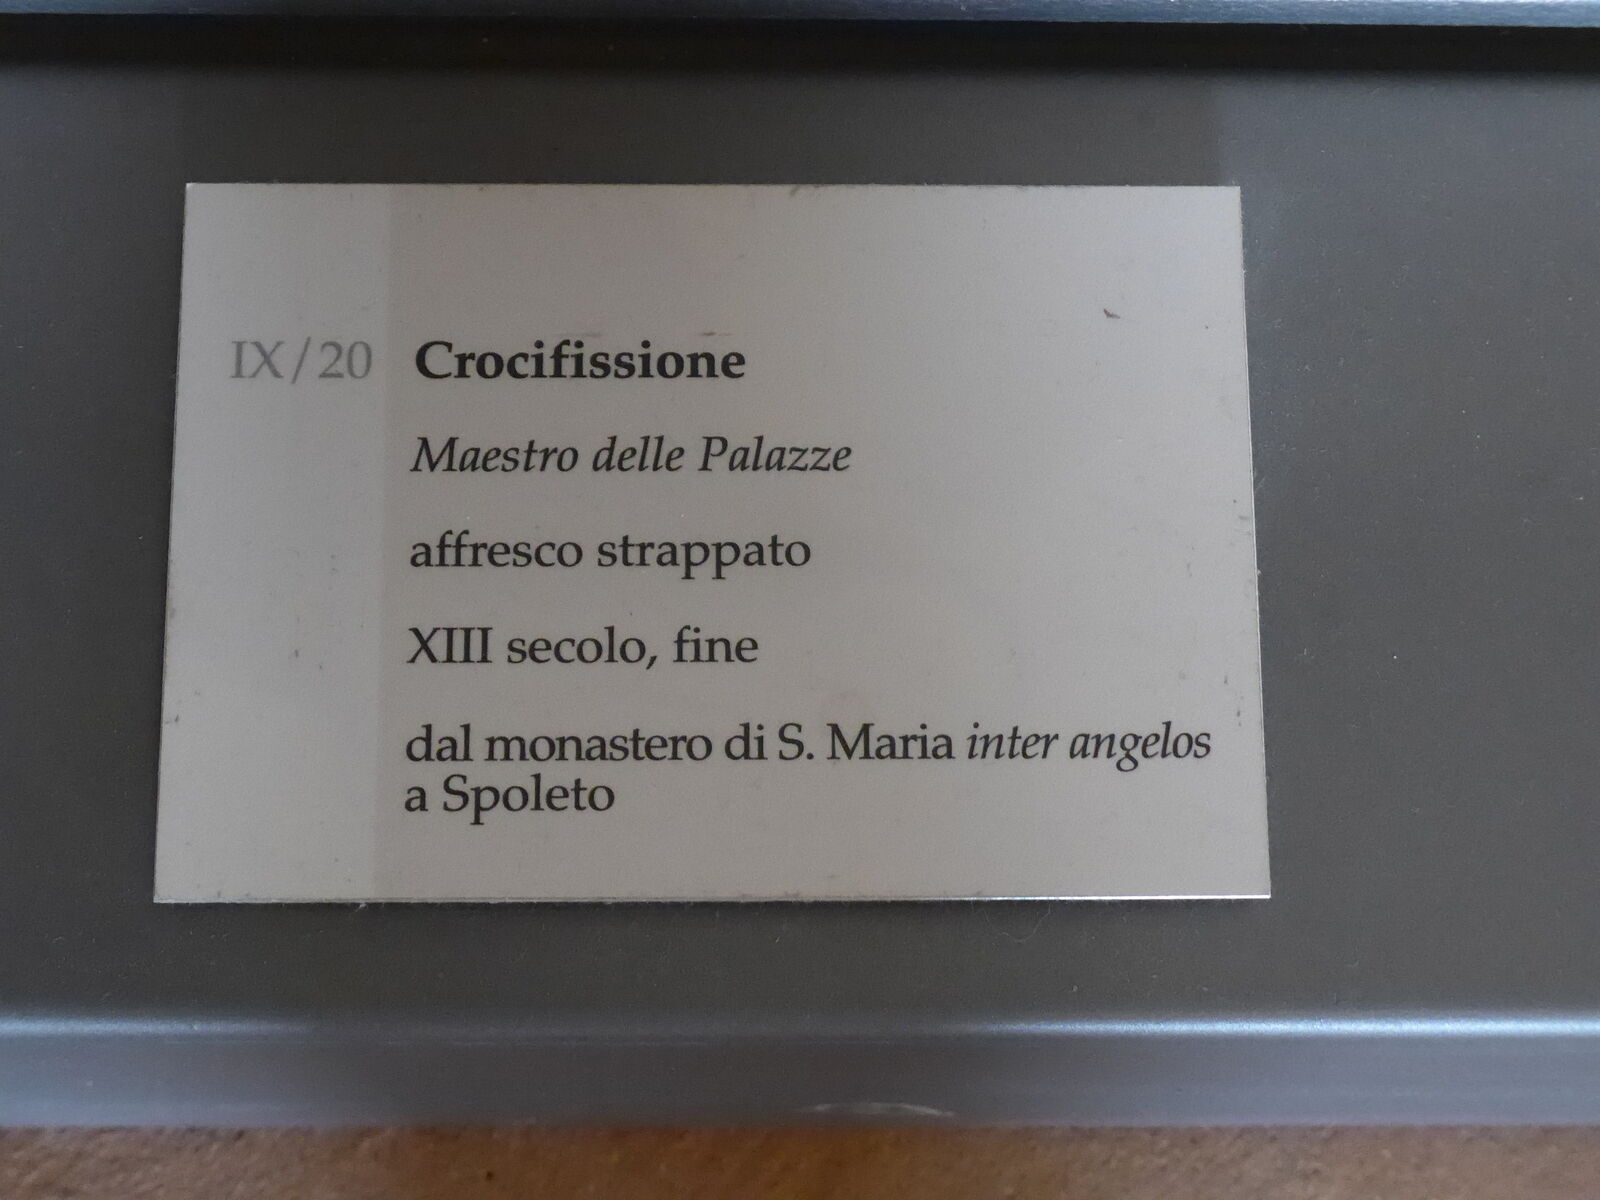 IX/20 Crocifissione
Maestro delle Palazze
affresco strappato
XIII secolo, fine
dal monastero di S. Maria inter angelos
a Spoleto